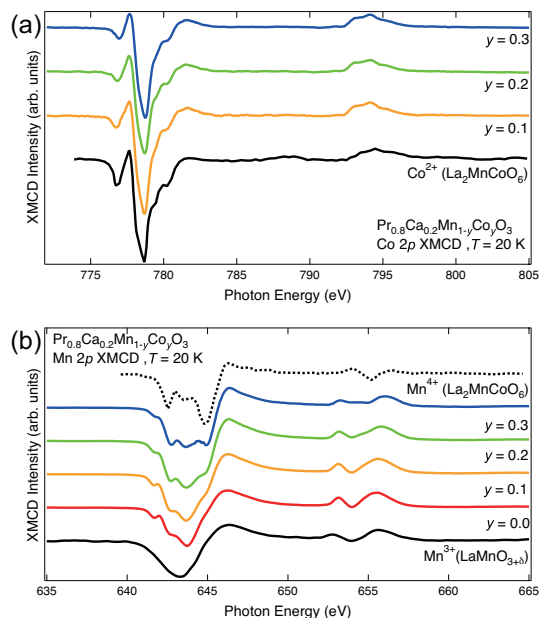 (a)
XMCD Intensity (arb. units)
y = 0.3
y = 0.2
y = 0.1
Co²⁺ (La₂MnCoO₆)
Pr₀.₈Ca₀.₂Mn₁₋yCoyO₃
Co 2p XMCD , T = 20 K
775 780 785 790 795 800 805
Photon Energy (eV)
(b)
Pr₀.₈Ca₀.₂Mn₁₋yCoyO₃
Mn 2p XMCD , T = 20 K
XMCD Intensity (arb. units)
Mn⁴⁺ (La₂MnCoO₆)
y = 0.3
y = 0.2
y = 0.1
y = 0.0
Mn³⁺(LaMnO₃₊δ)
635 640 645 650 655 660 665
Photon Energy (eV)